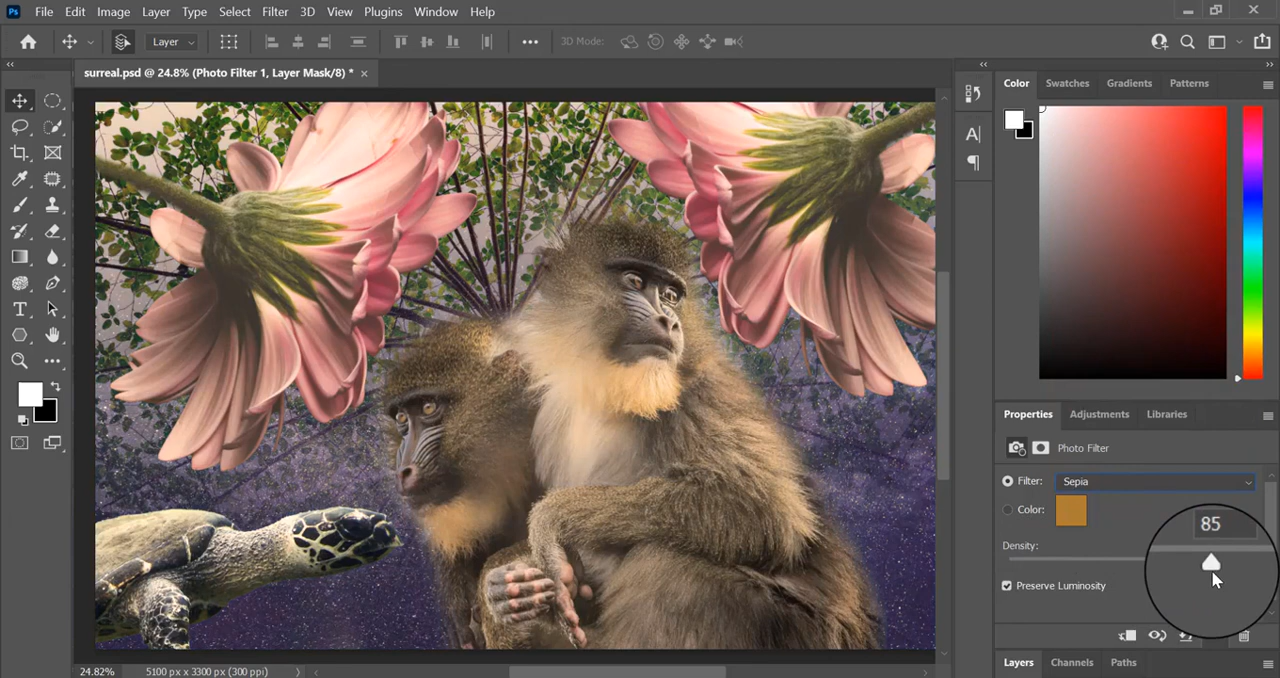 Ps File Edit Image Layer Type Select Filter 3D View Plugins Window Help
Layer 3D Mode:
surreal.psd @ 24.8% (Photo Filter 1, Layer Mask/8) *
Color Swatches Gradients Patterns
A
Properties Adjustments Libraries
Photo Filter
Filter: Sepia
Color:
85
Density:
Preserve Luminosity
24.82% 5100 px x 3300 px (300 ppi)
Layers Channels Paths